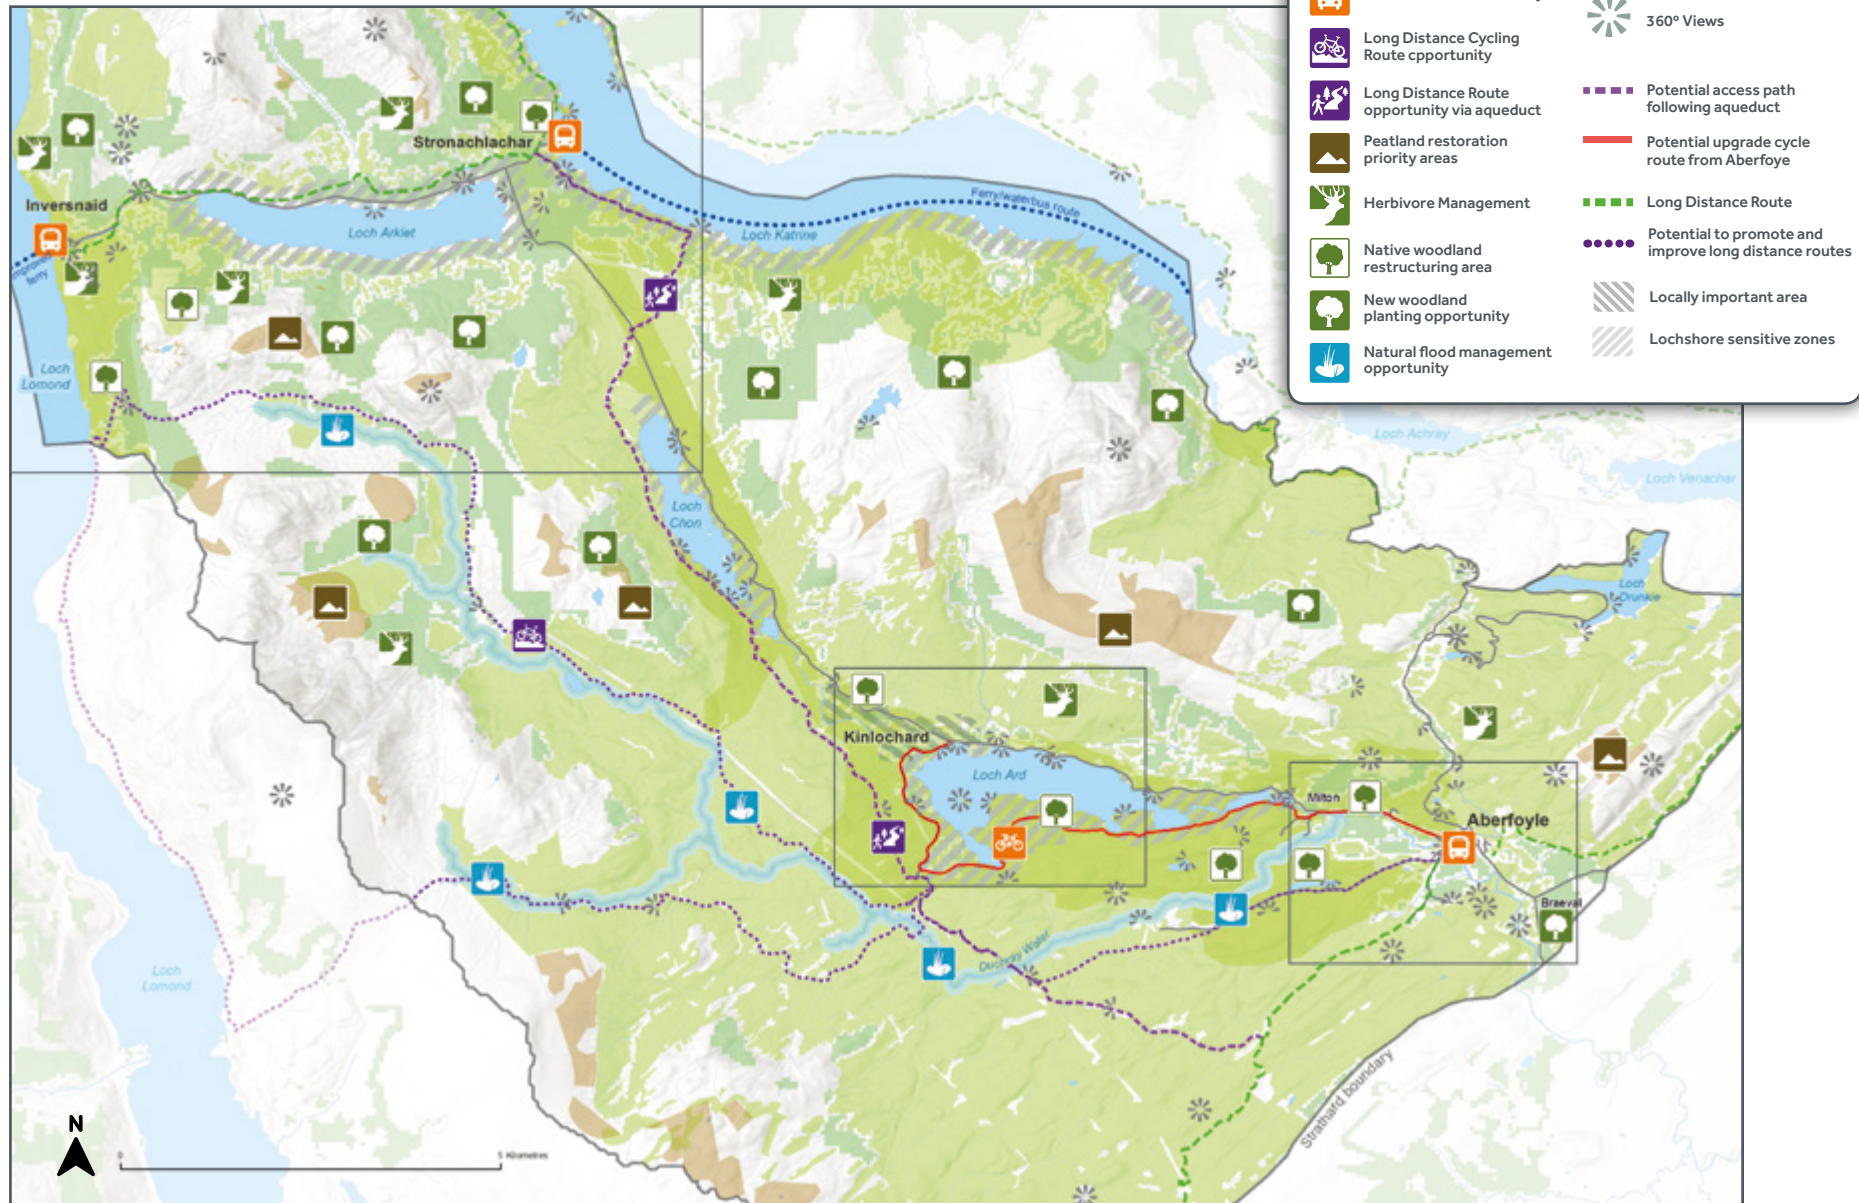 360° Views
Long Distance Cycling
Route cpportunity
Long Distance Route
opportunity via aqueduct
Peatland restoration
priority areas
Herbivore Management
Native woodland
restructuring area
New woodland
planting opportunity
Natural flood management
opportunity
Potential access path
following aqueduct
Potential upgrade cycle
route from Aberfoye
Long Distance Route
Potential to promote and
improve long distance routes
Locally important area
Lochshore sensitive zones
Stronachlachar
Inversnaid
Loch Arklet
Ferry/waterbus route
Loch Katrine
ferry
Loch
Lomond
Loch Achray
Loch Venachar
Loch
Chon
Loch
Drunkie
Kinlochard
Loch Ard
Milton
Aberfoyle
Braeval
Duchray Water
Loch
Lomond
Strathard boundary
N
0
5 Kilometres